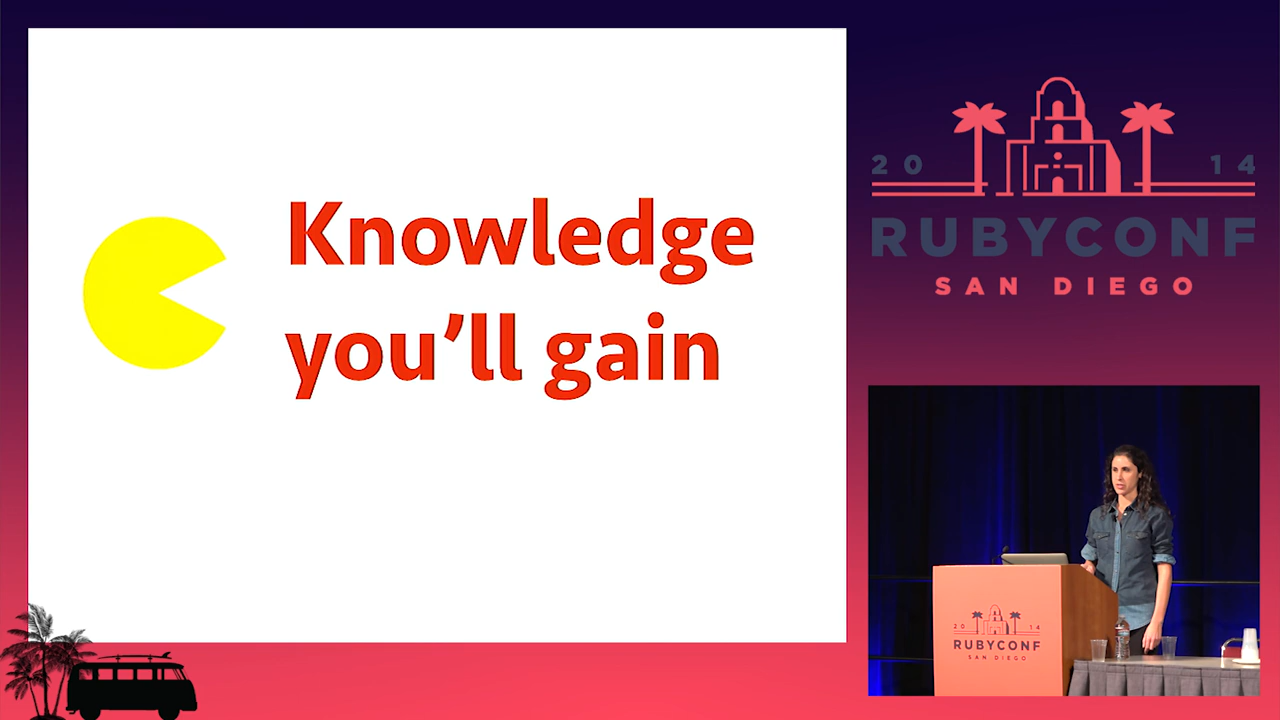 Knowledge
you’ll gain
20 14
RUBYCONF
SAN DIEGO
20 14
RUBYCONF
SAN DIEGO